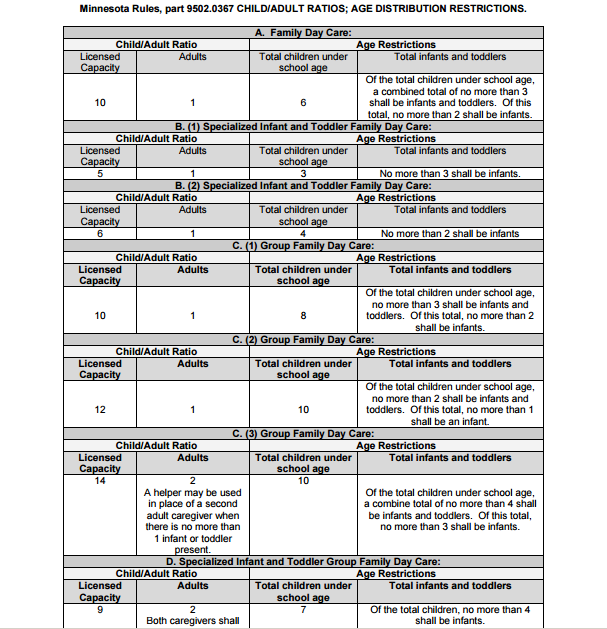 Minnesota Rules, part 9502.0367 CHILD/ADULT RATIOS; AGE DISTRIBUTION RESTRICTIONS.
A. Family Day Care:
Child/Adult Ratio Age Restrictions
Licensed Capacity Adults Total children under school age Total infants and toddlers
10 1 6 Of the total children under school age,
a combined total of no more than 3
shall be infants and toddlers. Of this
total, no more than 2 shall be infants.
B. (1) Specialized Infant and Toddler Family Day Care:
Child/Adult Ratio Age Restrictions
Licensed Capacity Adults Total children under school age Total infants and toddlers
5 1 3 No more than 3 shall be infants.
B. (2) Specialized Infant and Toddler Family Day Care:
Child/Adult Ratio Age Restrictions
Licensed Capacity Adults Total children under school age Total infants and toddlers
6 1 4 No more than 2 shall be infants
C. (1) Group Family Day Care:
Child/Adult Ratio Age Restrictions
Licensed Capacity Adults Total children under school age Total infants and toddlers
10 1 8 Of the total children under school age,
no more than 3 shall be infants and
toddlers. Of this total, no more than 2
shall be infants.
C. (2) Group Family Day Care:
Child/Adult Ratio Age Restrictions
Licensed Capacity Adults Total children under school age Total infants and toddlers
12 1 10 Of the total children under school age,
no more than 2 shall be infants and
toddlers. Of this total, no more than 1
shall be an infant.
C. (3) Group Family Day Care:
Child/Adult Ratio Age Restrictions
Licensed Capacity Adults Total children under school age Total infants and toddlers
14 2 10
A helper may be used
in place of a second
adult caregiver when
there is no more than
1 infant or toddler
present.
Of the total children under school age,
a combine total of no more than 4 shall
be infants and toddlers. Of this total,
no more than 3 shall be infants.
D. Specialized Infant and Toddler Group Family Day Care:
Child/Adult Ratio Age Restrictions
Licensed Capacity Adults Total children under school age Total infants and toddlers
9 2 7 Of the total children, no more than 4
Both caregivers shall shall be infants.